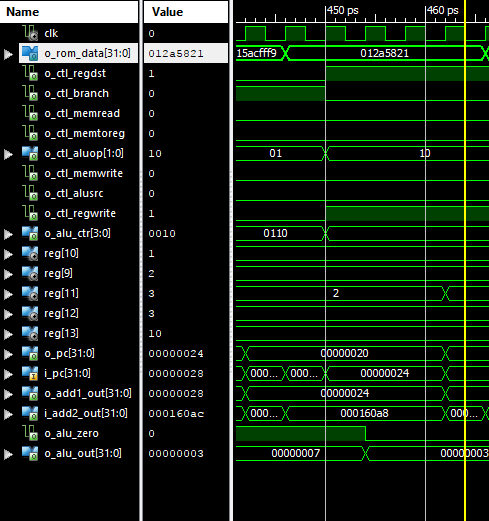 Name Value 450 ps 460 ps
clk 0
o_rom_data[31:0] 012a5821 15acfff9 012a5821
o_ctl_regdst 1
o_ctl_branch 0
o_ctl_memread 0
o_ctl_memtoreg 0
o_ctl_aluop[1:0] 10 01 10
o_ctl_memwrite 0
o_ctl_alusrc 0
o_ctl_regwrite 1
o_alu_ctr[3:0] 0010 0110
reg[10] 1
reg[9] 2
reg[11] 3 2
reg[12] 3
reg[13] 10
o_pc[31:0] 00000024 00000020
i_pc[31:0] 00000028 000... 000... 00000024
o_add1_out[31:0] 00000028 00000024
i_add2_out[31:0] 000160ac 000... 000160a8 000...
o_alu_zero 0
o_alu_out[31:0] 00000003 00000007 00000003